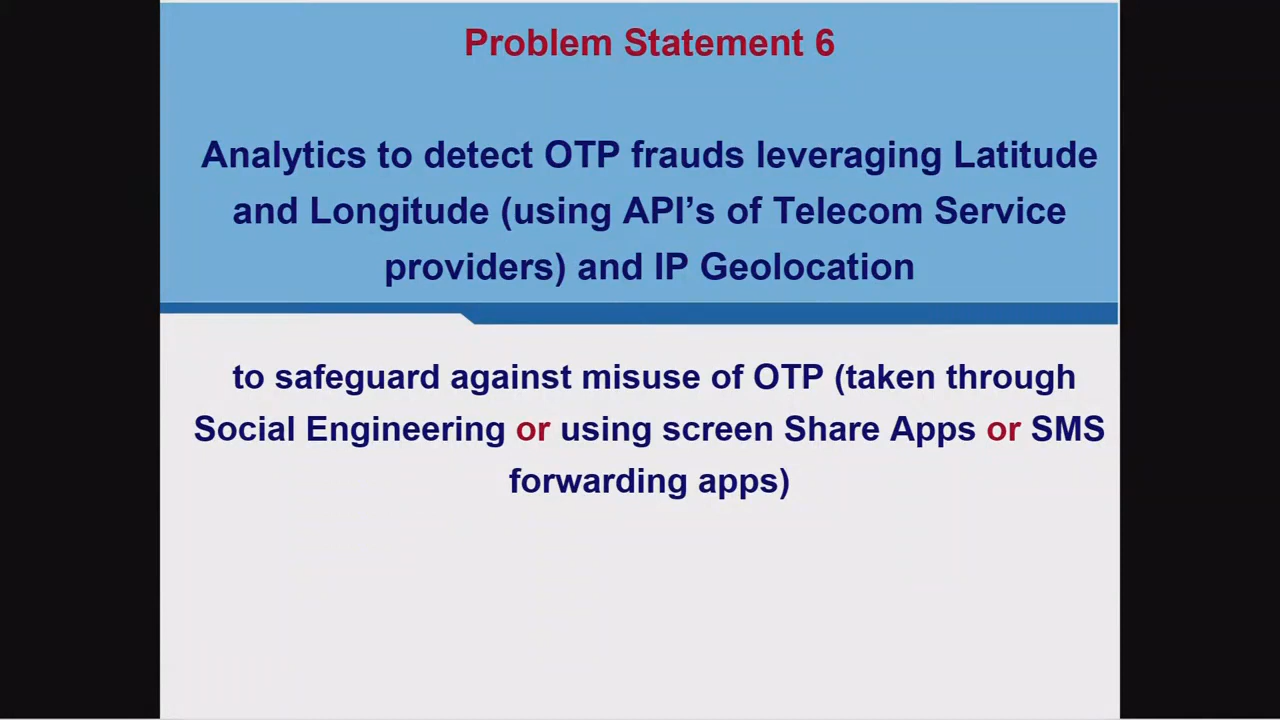 Problem Statement 6
Analytics to detect OTP frauds leveraging Latitude
and Longitude (using API’s of Telecom Service
providers) and IP Geolocation
to safeguard against misuse of OTP (taken through
Social Engineering or using screen Share Apps or SMS
forwarding apps)